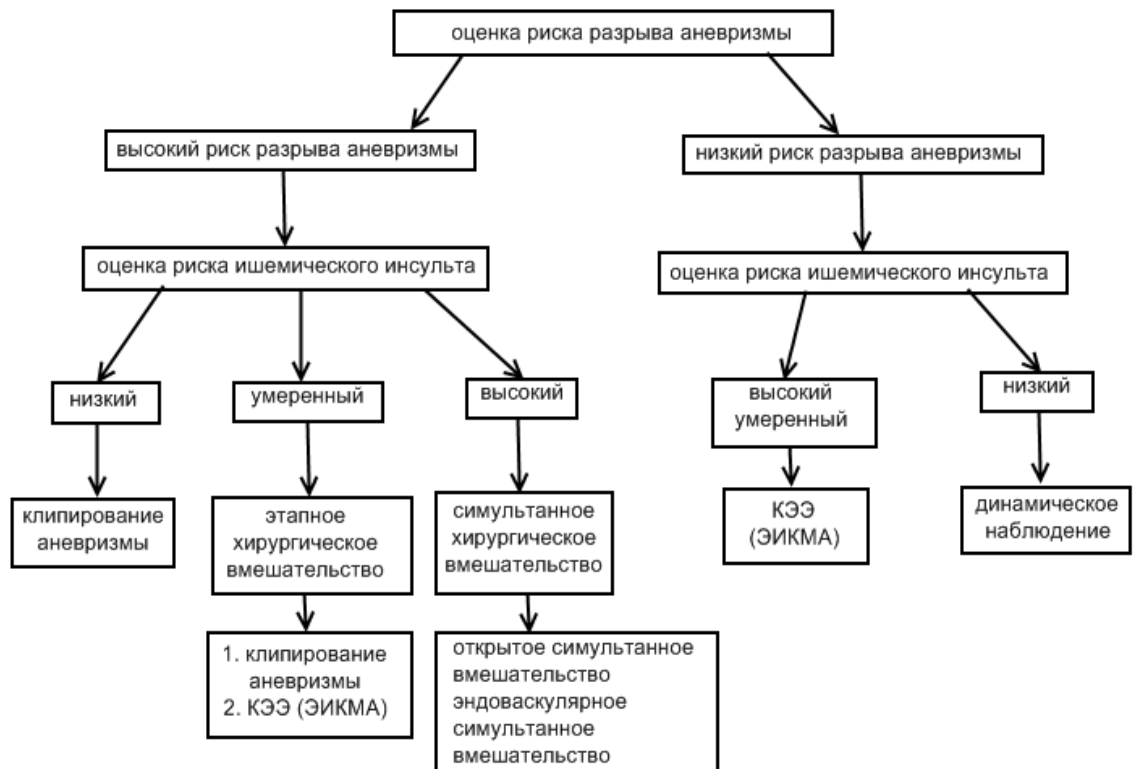 оценка риска разрыва аневризмы
высокий риск разрыва аневризмы
низкий риск разрыва аневризмы
оценка риска ишемического инсульта
оценка риска ишемического инсульта
низкий
умеренный
высокий
высокий
умеренный
низкий
клипирование
аневризмы
этапное
хирургическое
вмешательство
симультанное
хирургическое
вмешательство
КЭЭ
(ЭИКМА)
динамическое
наблюдение
1. клипирование
аневризмы
2. КЭЭ (ЭИКМА)
открытое симультанное
вмешательство
эндоваскулярное
симультанное
вмешательство